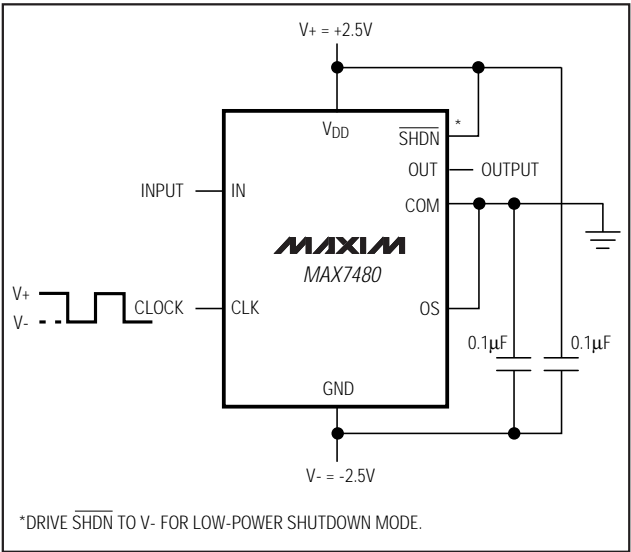 V+ = +2.5V
VDD
SHDN
*
OUT
OUTPUT
INPUT
IN
COM
MAXIM
MAX7480
V+
V-
CLOCK
CLK
OS
0.1μF
0.1μF
GND
V- = -2.5V
*DRIVE SHDN TO V- FOR LOW-POWER SHUTDOWN MODE.